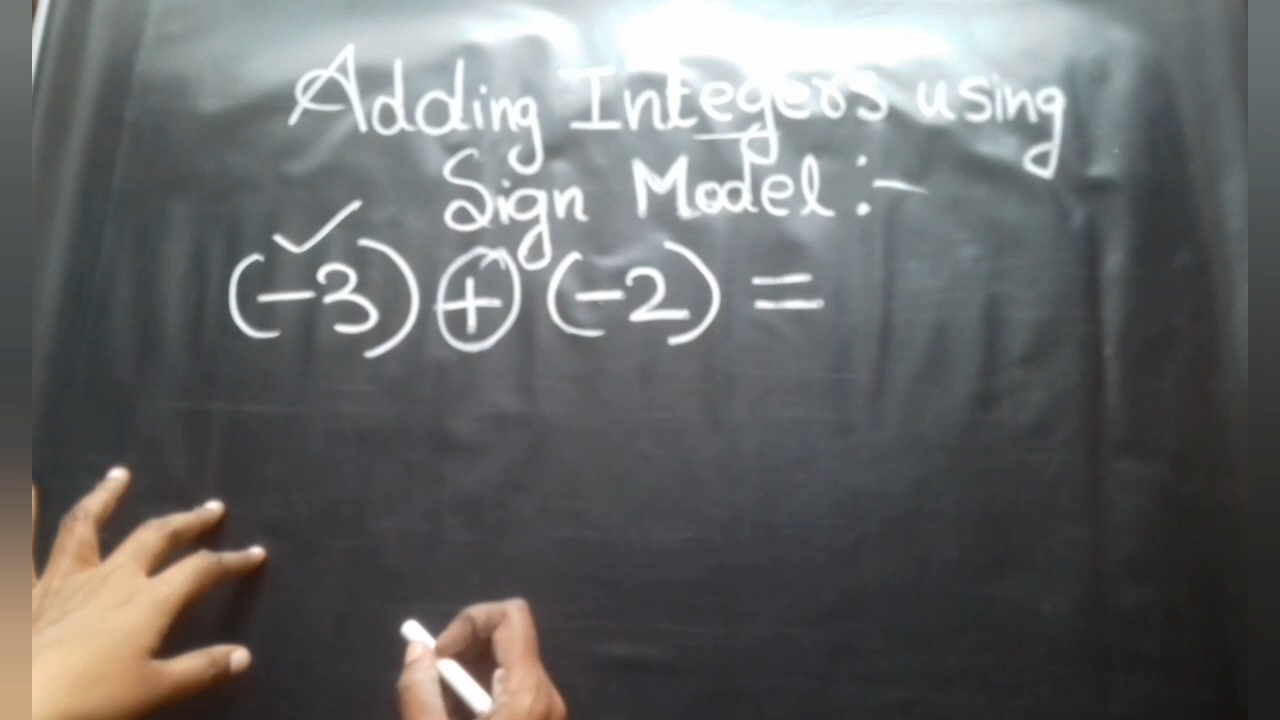 Adding Integers using
Sign Model :-
(-3) + (-2) =